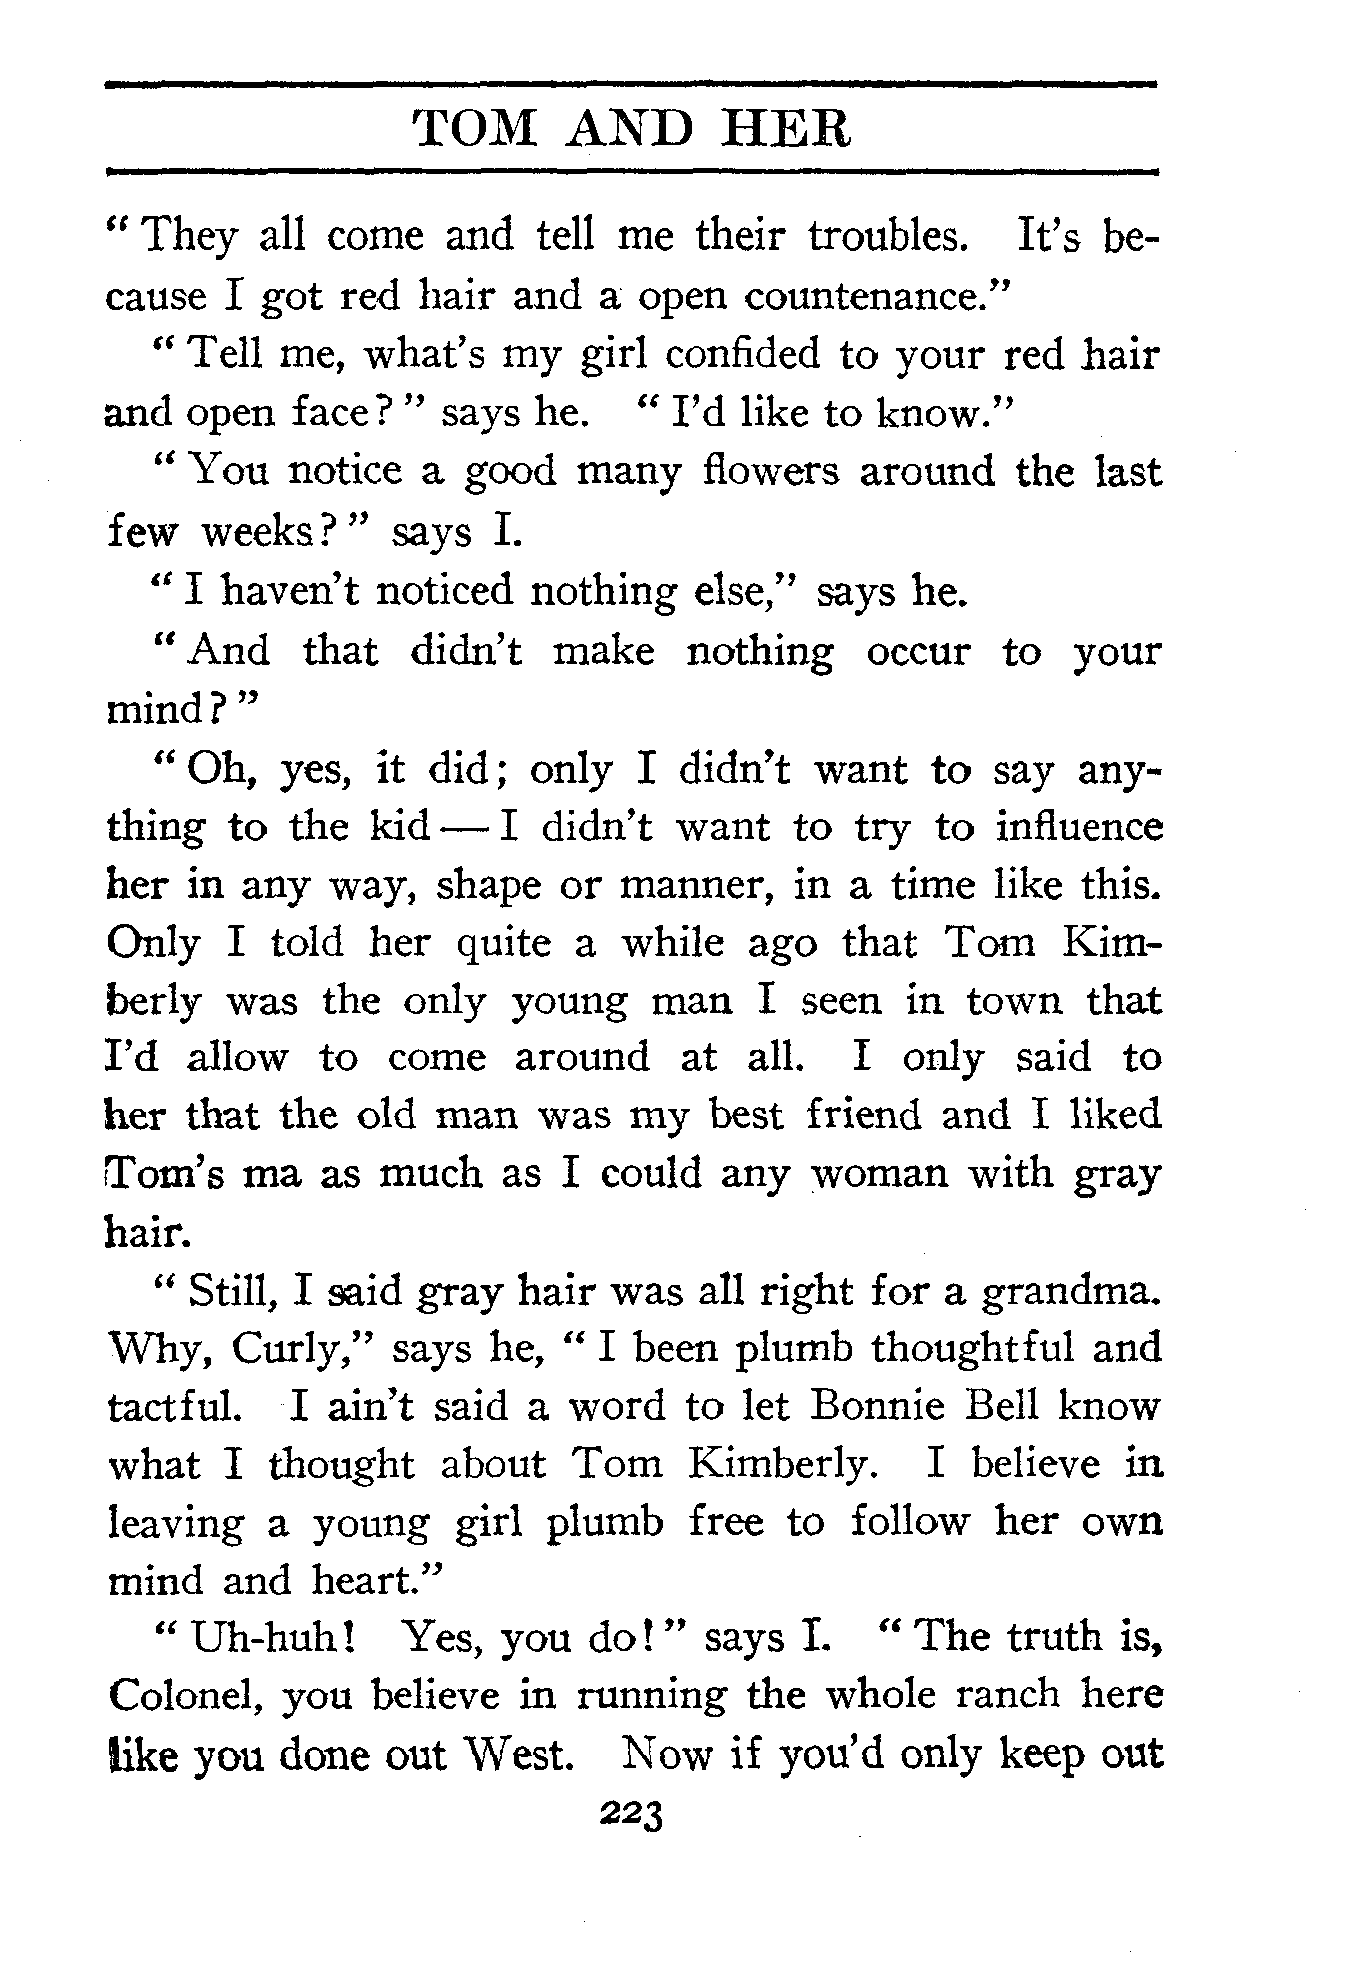 TOM AND HER
“ They all come and tell me their troubles. It’s be-
cause I got red hair and a open countenance.”
“ Tell me, what’s my girl confided to your red hair
and open face? ” says he. “ I’d like to know.”
“ You notice a good many flowers around the last
few weeks? ” says I.
“ I haven’t noticed nothing else,” says he.
“ And that didn’t make nothing occur to your
mind? ”
“ Oh, yes, it did; only I didn’t want to say any-
thing to the kid — I didn’t want to try to influence
her in any way, shape or manner, in a time like this.
Only I told her quite a while ago that Tom Kim-
berly was the only young man I seen in town that
I’d allow to come around at all. I only said to
her that the old man was my best friend and I liked
Tom’s ma as much as I could any woman with gray
hair.
“ Still, I said gray hair was all right for a grandma.
Why, Curly,” says he, “ I been plumb thoughtful and
tactful. I ain’t said a word to let Bonnie Bell know
what I thought about Tom Kimberly. I believe in
leaving a young girl plumb free to follow her own
mind and heart.”
“ Uh-huh! Yes, you do! ” says I. “ The truth is,
Colonel, you believe in running the whole ranch here
like you done out West. Now if you’d only keep out
223